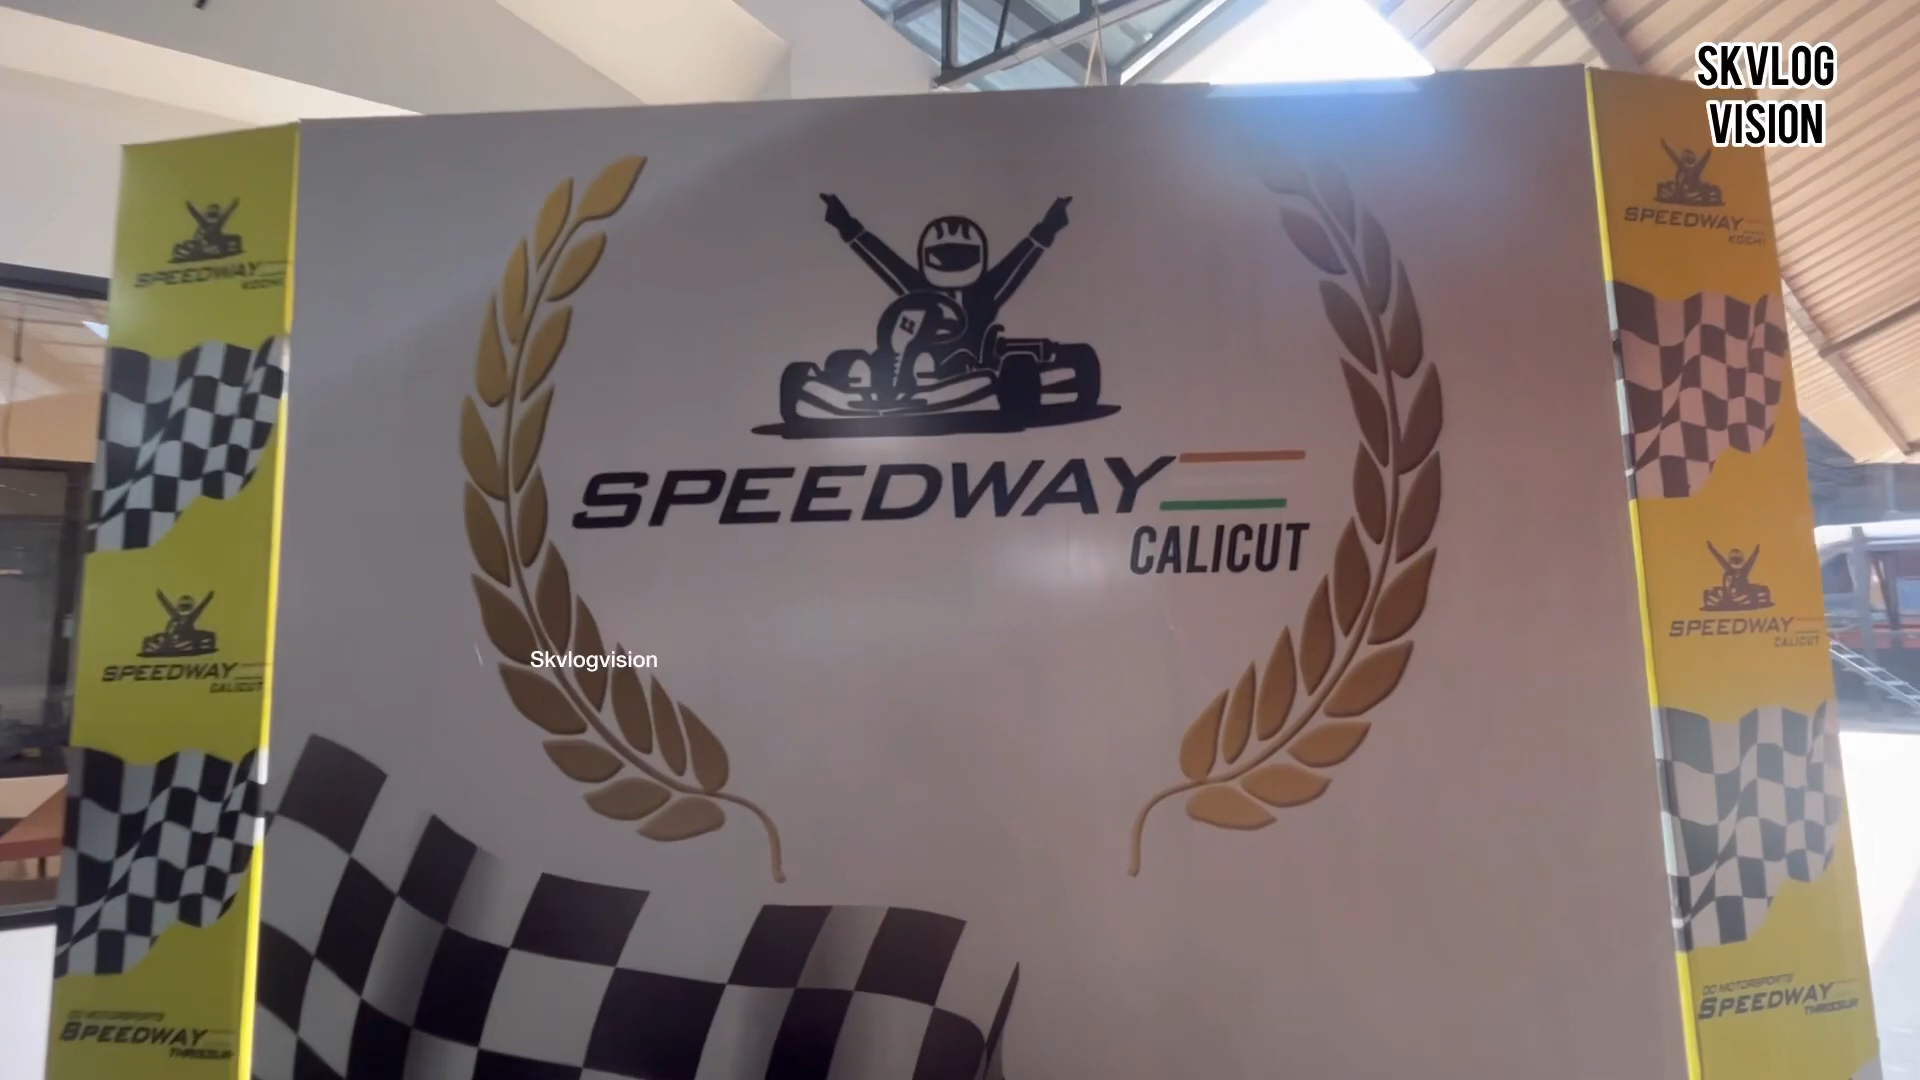 SKVLOG
VISION
SPEEDWAY
KOCHI
SPEEDWAY
KOCHI
SPEEDWAY
CALICUT
Skvlogvision
SPEEDWAY
CALICUT
SPEEDWAY
CALICUT
DD MOTORSPORTS
SPEEDWAY
THRISSUR
DD MOTORSPORTS
SPEEDWAY
THRISSUR